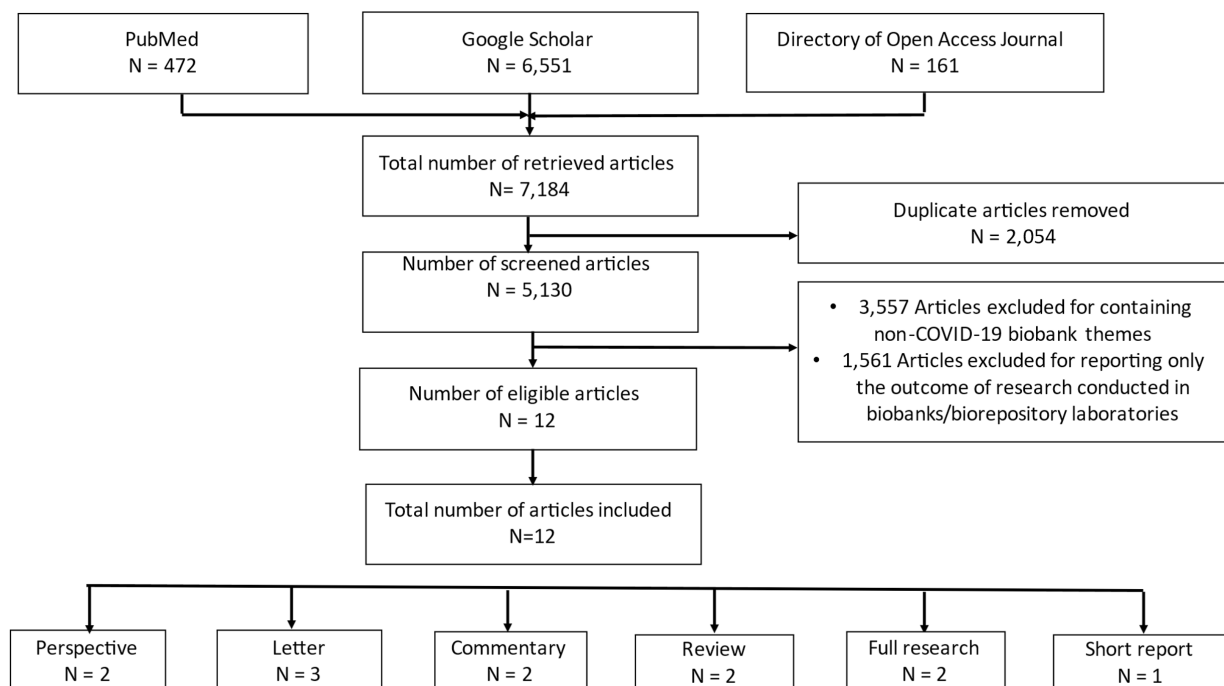 PubMed
N = 472
Google Scholar
N = 6,551
Directory of Open Access Journal
N = 161
Total number of retrieved articles
N= 7,184
Duplicate articles removed
N = 2,054
Number of screened articles
N = 5,130
• 3,557 Articles excluded for containing
non-COVID-19 biobank themes
• 1,561 Articles excluded for reporting only
the outcome of research conducted in
biobanks/biorepository laboratories
Number of eligible articles
N = 12
Total number of articles included
N=12
Perspective
N = 2
Letter
N = 3
Commentary
N = 2
Review
N = 2
Full research
N = 2
Short report
N = 1